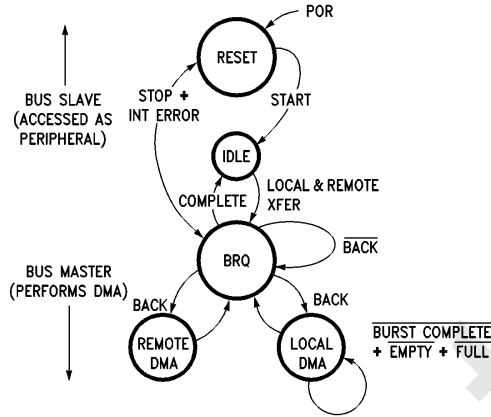 POR
RESET
BUS SLAVE
(ACCESSED AS
PERIPHERAL)
STOP +
INT ERROR
START
IDLE
COMPLETE
LOCAL & REMOTE
XFER
BRQ
BACK
BUS MASTER
(PERFORMS DMA)
BACK
BACK
REMOTE
DMA
LOCAL
DMA
BURST COMPLETE
+ EMPTY + FULL